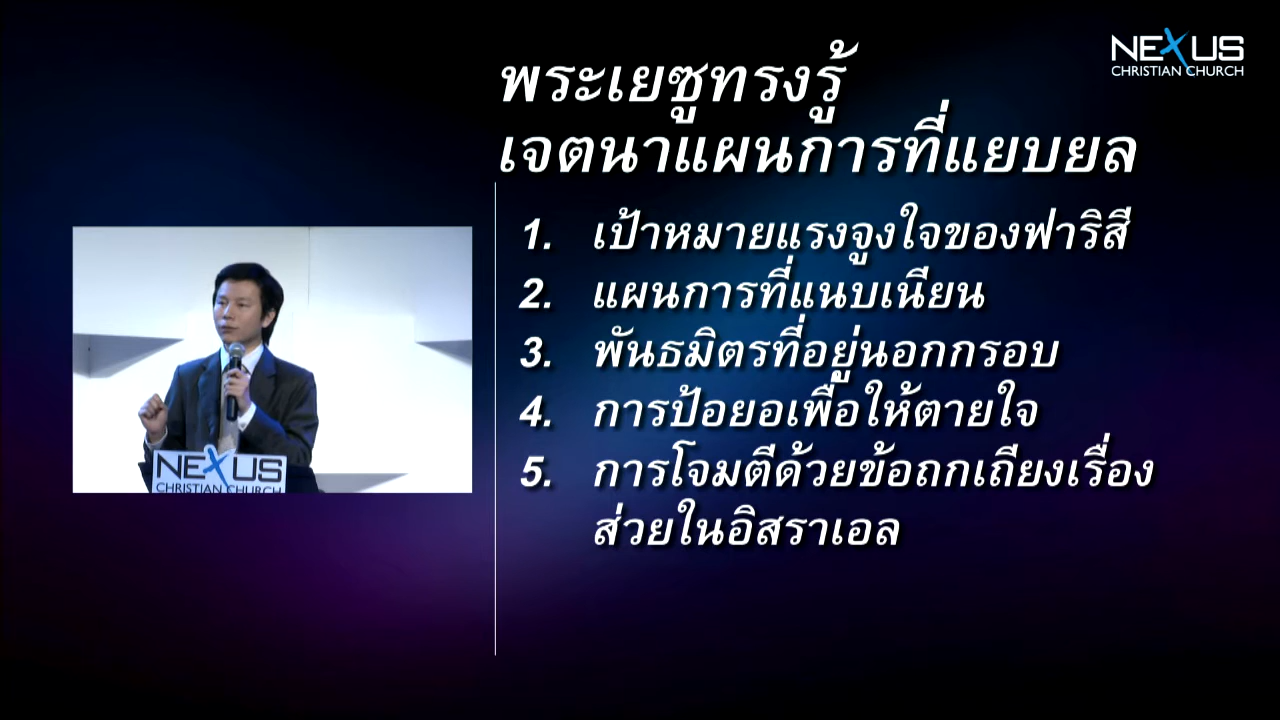 NEXUS
CHRISTIAN CHURCH
พระเยซูทรงรู้
เจตนาแผนการที่แยบยล
1. เป้าหมายแรงจูงใจของฟาริสี
2. แผนการที่แนบเนียน
3. พันธมิตรที่อยู่นอกกรอบ
4. การป้อยอเพื่อให้ตายใจ
5. การโจมตีด้วยข้อถกเถียงเรื่อง
ส่วยในอิสราเอล
NEXUS
CHRISTIAN CHURCH